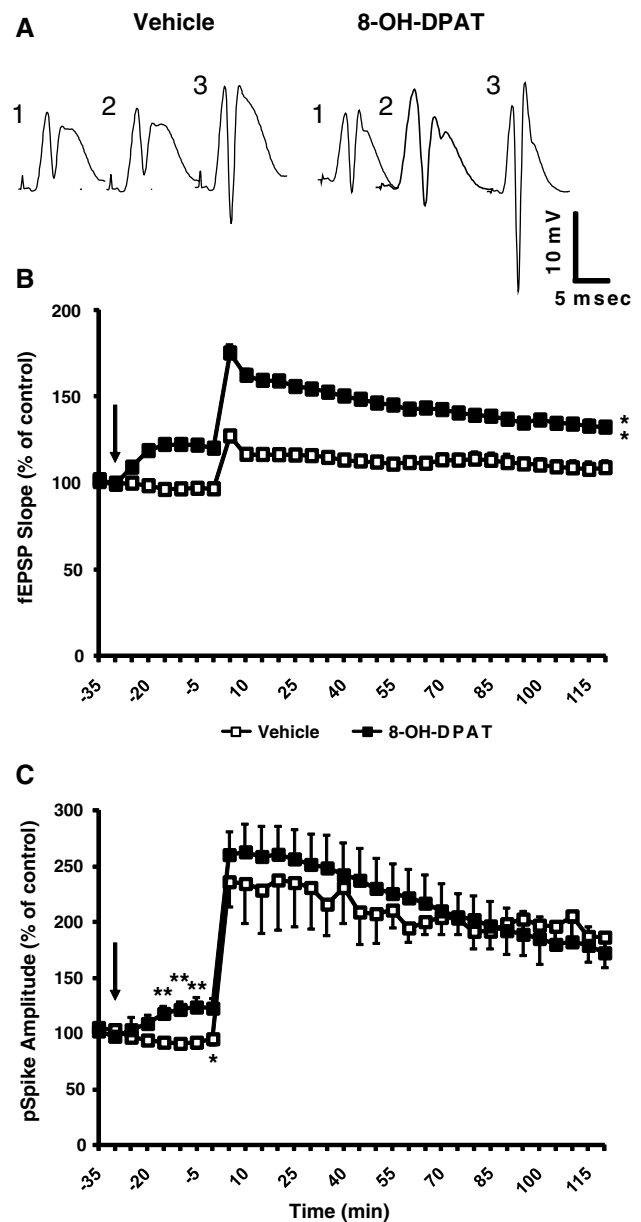 A
Vehicle 8-OH-DPAT
1 2 3 1 2 3
10 mV
5 msec
B
fEPSP Slope (% of control)
200
150
100
50
0
*
*
-35 -20 -5 10 25 40 55 70 85 100 115
Vehicle 8-OH-DPAT
C
pSpike Amplitude (% of control)
300
250
200
150
100
50
0
** ** **
*
-35 -20 -5 10 25 40 55 70 85 100 115
Time (min)